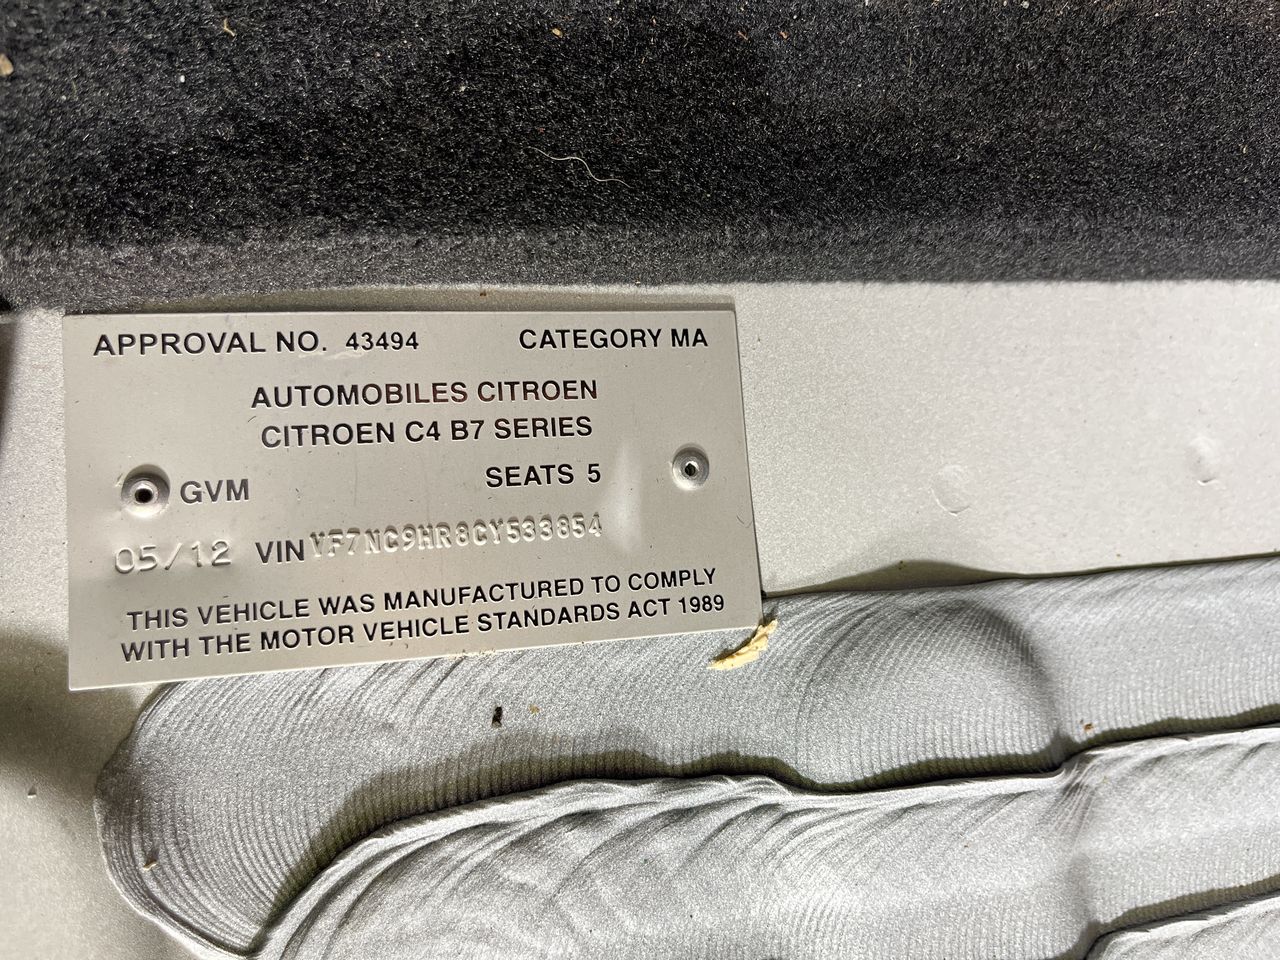 APPROVAL NO. 43494 CATEGORY MA
AUTOMOBILES CITROEN
CITROEN C4 B7 SERIES
GVM SEATS 5
05/12 VIN VF7NC9HR8CY533854
THIS VEHICLE WAS MANUFACTURED TO COMPLY
WITH THE MOTOR VEHICLE STANDARDS ACT 1989